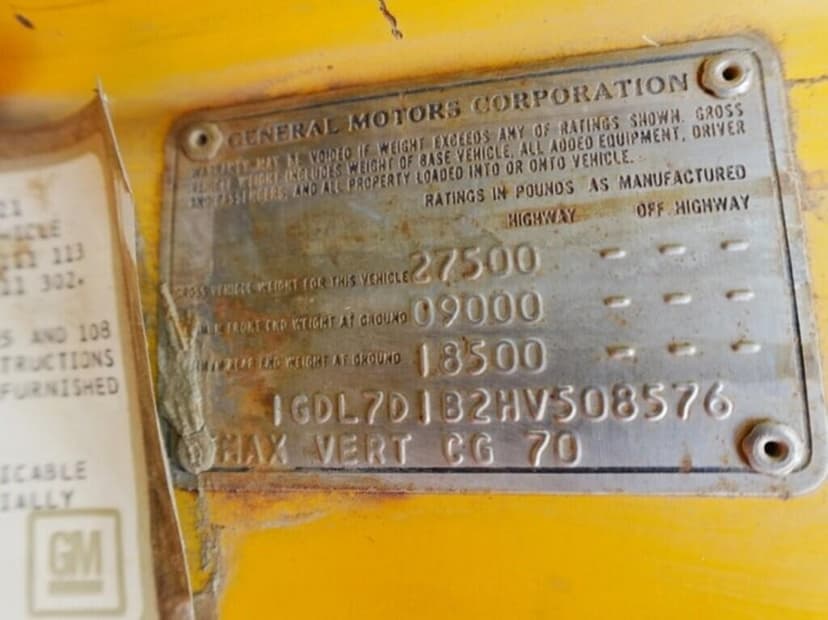 GENERAL MOTORS CORPORATION
WARRANTY MAY BE VOIDED IF WEIGHT EXCEEDS ANY OF RATINGS SHOWN. GROSS
WEIGHT INCLUDES WEIGHT OF BASE VEHICLE, ALL ADDED EQUIPMENT, DRIVER
AND PASSENGERS, AND ALL PROPERTY LOADED INTO OR ONTO VEHICLE.
RATINGS IN POUNDS AS MANUFACTURED
HIGHWAY OFF HIGHWAY
GROSS VEHICLE WEIGHT FOR THIS VEHICLE 27500 - - -
FRONT END WEIGHT AT GROUND 09000 - - -
REAR END WEIGHT AT GROUND 18500 - - -
1GDL7D1B2HV508576
MAX VERT CG 70
21
HICLE
111 113
11 302.
5 AND 108
TRUCTIONS
FURNISHED
ICABLE
IALLY
GM